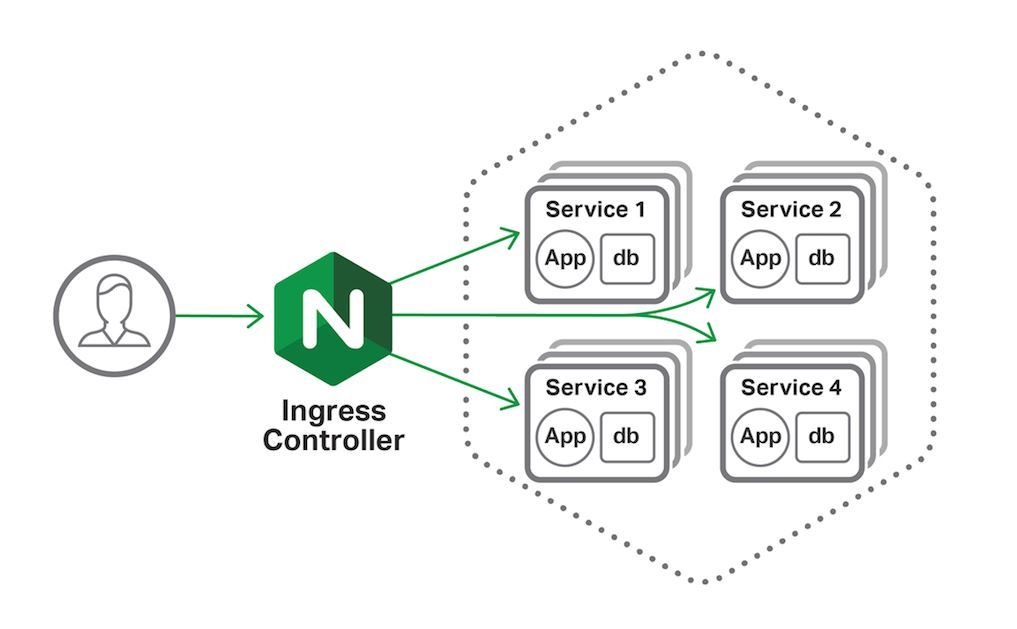 N
Ingress
Controller
Service 1
App db
Service 2
App db
Service 3
App db
Service 4
App db